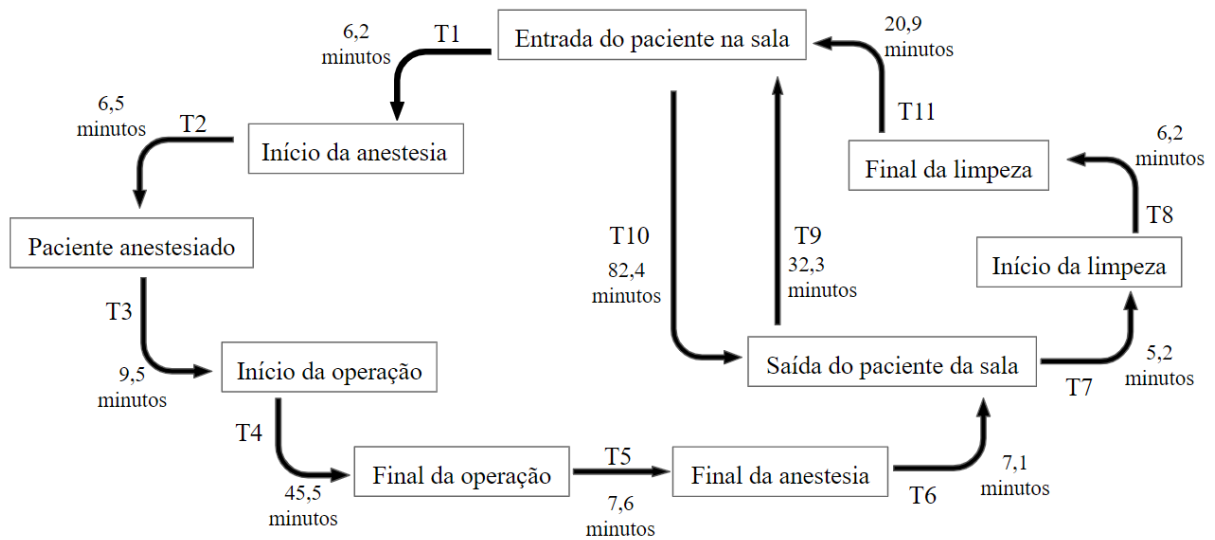 Entrada do paciente na sala
T1
6,2
minutos
Início da anestesia
T2
6,5
minutos
Paciente anestesiado
T3
9,5
minutos
Início da operação
T4
45,5
minutos
Final da operação
T5
7,6
minutos
Final da anestesia
T6
7,1
minutos
Saída do paciente da sala
T7
5,2
minutos
Início da limpeza
T8
6,2
minutos
Final da limpeza
T11
20,9
minutos
T10
82,4
minutos
T9
32,3
minutos